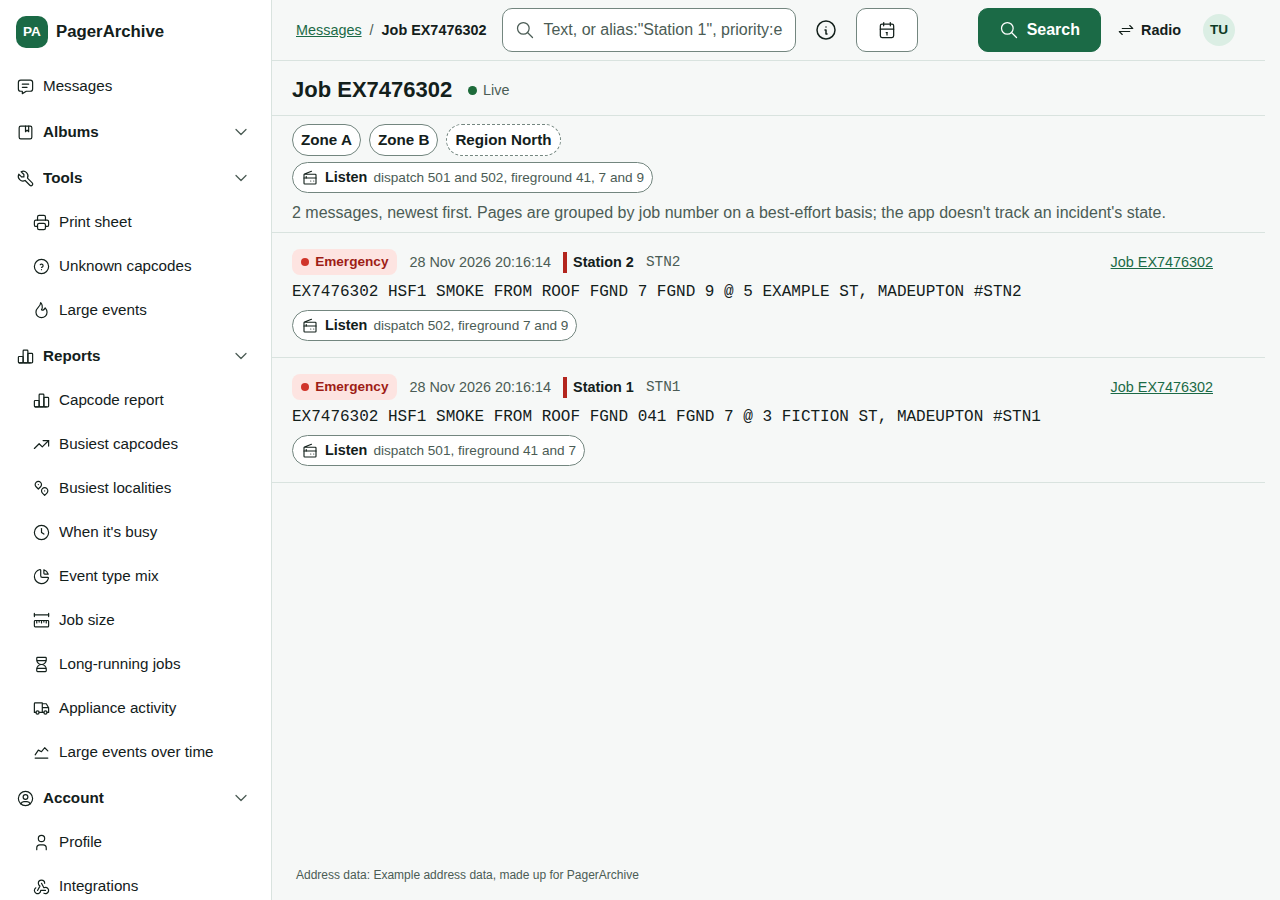 PA PagerArchive
Messages
Albums
Tools
Print sheet
Unknown capcodes
Large events
Reports
Capcode report
Busiest capcodes
Busiest localities
When it's busy
Event type mix
Job size
Long-running jobs
Appliance activity
Large events over time
Account
Profile
Integrations
Messages / Job EX7476302
Text, or alias:"Station 1", priority:e
Search
Radio
TU
Job EX7476302 Live
Zone A Zone B Region North
Listen dispatch 501 and 502, fireground 41, 7 and 9
2 messages, newest first. Pages are grouped by job number on a best-effort basis; the app doesn't track an incident's state.
Emergency 28 Nov 2026 20:16:14 Station 2 STN2 Job EX7476302
EX7476302 HSF1 SMOKE FROM ROOF FGND 7 FGND 9 @ 5 EXAMPLE ST, MADEUPTON #STN2
Listen dispatch 502, fireground 7 and 9
Emergency 28 Nov 2026 20:16:14 Station 1 STN1 Job EX7476302
EX7476302 HSF1 SMOKE FROM ROOF FGND 041 FGND 7 @ 3 FICTION ST, MADEUPTON #STN1
Listen dispatch 501, fireground 41 and 7
Address data: Example address data, made up for PagerArchive